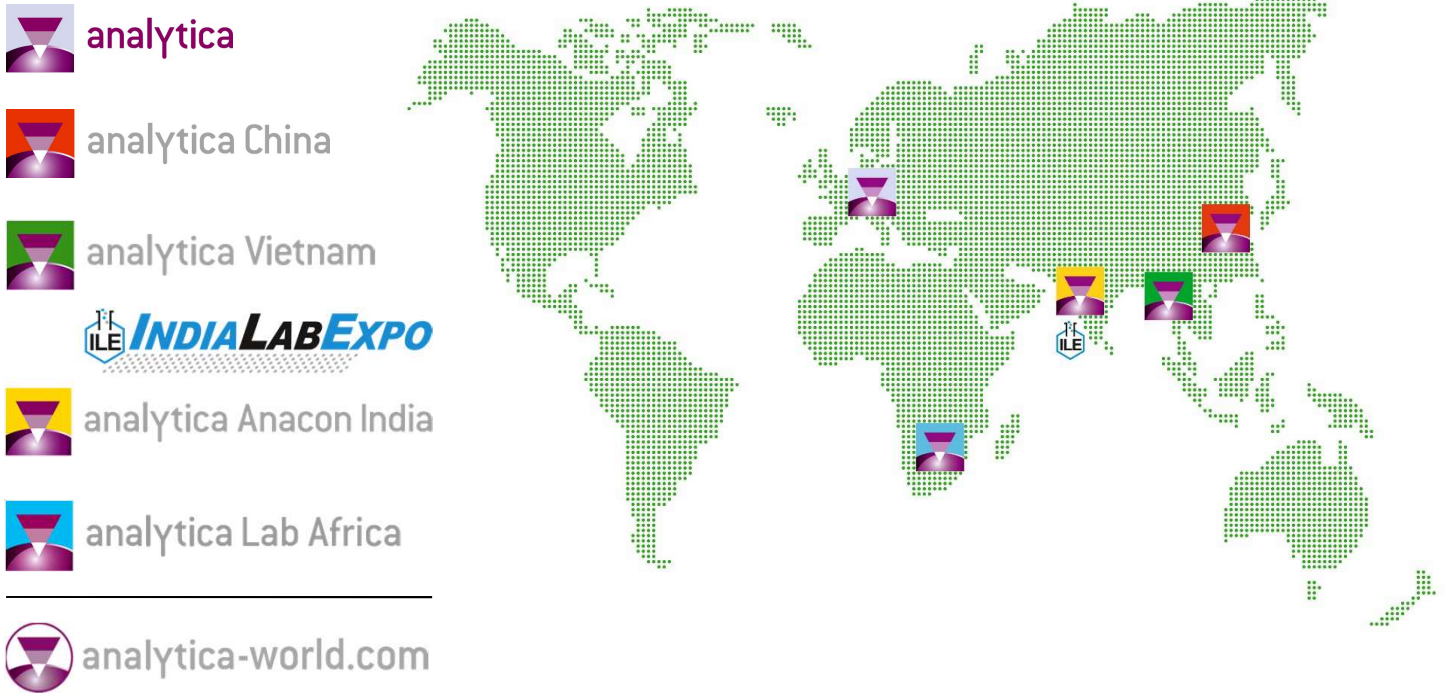 analytica
analytica China
analytica Vietnam
ILE INDIALABEXPO
analytica Anacon India
analytica Lab Africa
analytica-world.com
ILE